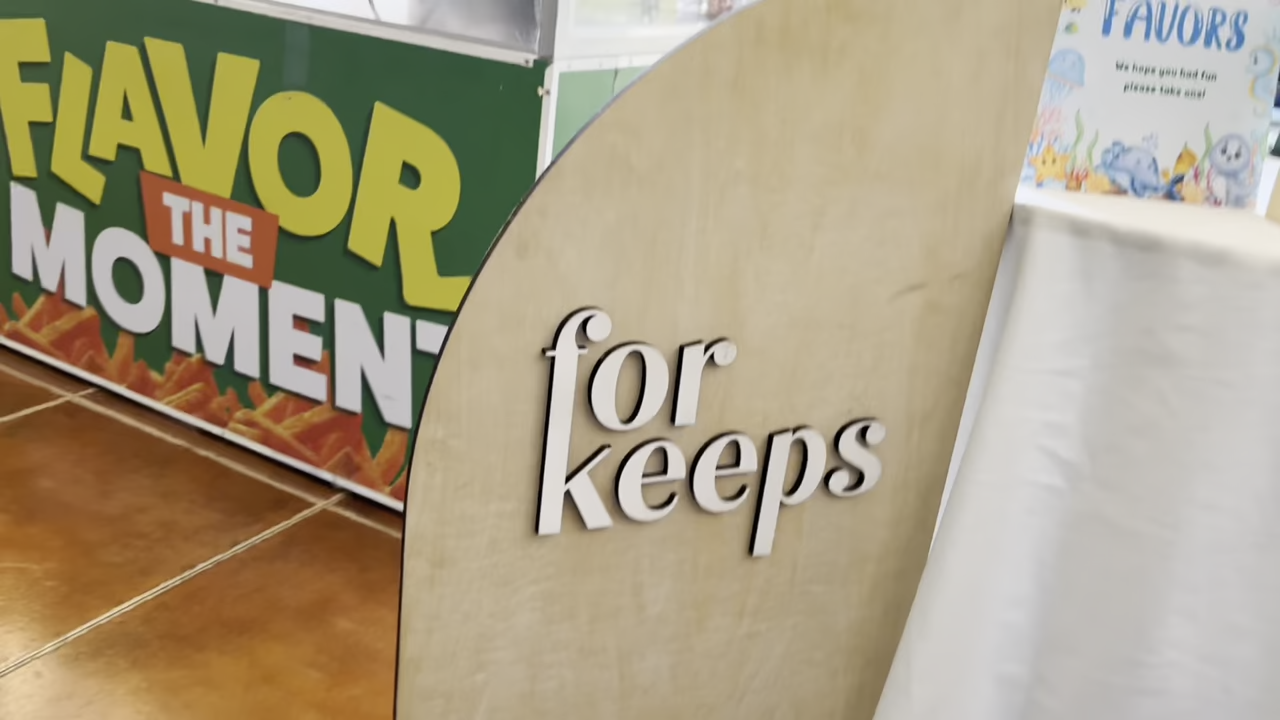 FLAVOR
THE
MOMENT
for
keeps
FAVORS
We hope you had fun
please take one!